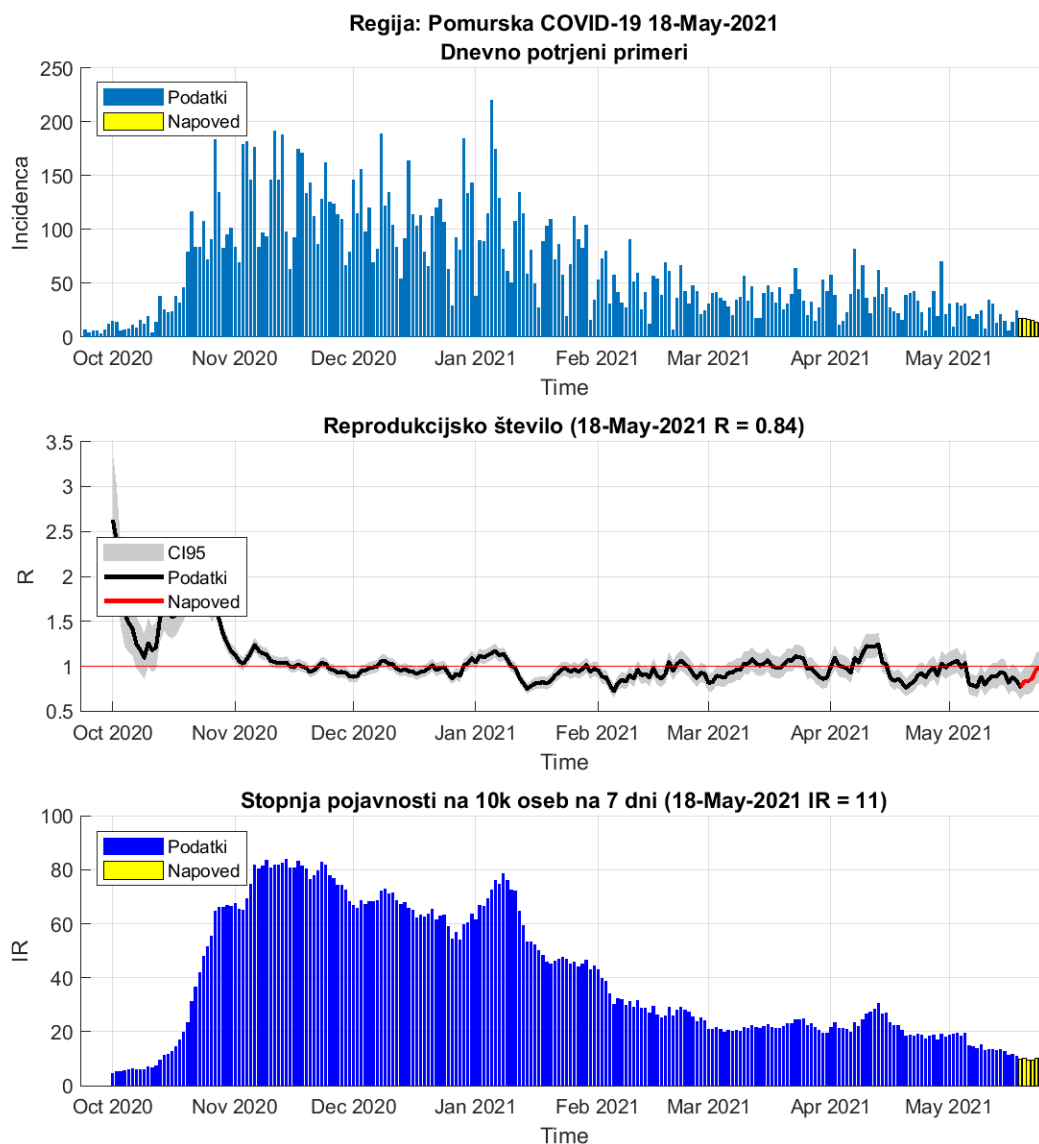 Regija: Pomurska COVID-19 18-May-2021
Dnevno potrjeni primeri
250
200
150
100
50
0
Incidenca
Podatki
Napoved
Oct 2020 Nov 2020 Dec 2020 Jan 2021 Feb 2021 Mar 2021 Apr 2021 May 2021
Time
Reprodukcijsko število (18-May-2021 R = 0.84)
3.5
3
2.5
2
1.5
1
0.5
R
CI95
Podatki
Napoved
Oct 2020 Nov 2020 Dec 2020 Jan 2021 Feb 2021 Mar 2021 Apr 2021 May 2021
Time
Stopnja pojavnosti na 10k oseb na 7 dni (18-May-2021 IR = 11)
100
80
60
40
20
0
IR
Podatki
Napoved
Oct 2020 Nov 2020 Dec 2020 Jan 2021 Feb 2021 Mar 2021 Apr 2021 May 2021
Time